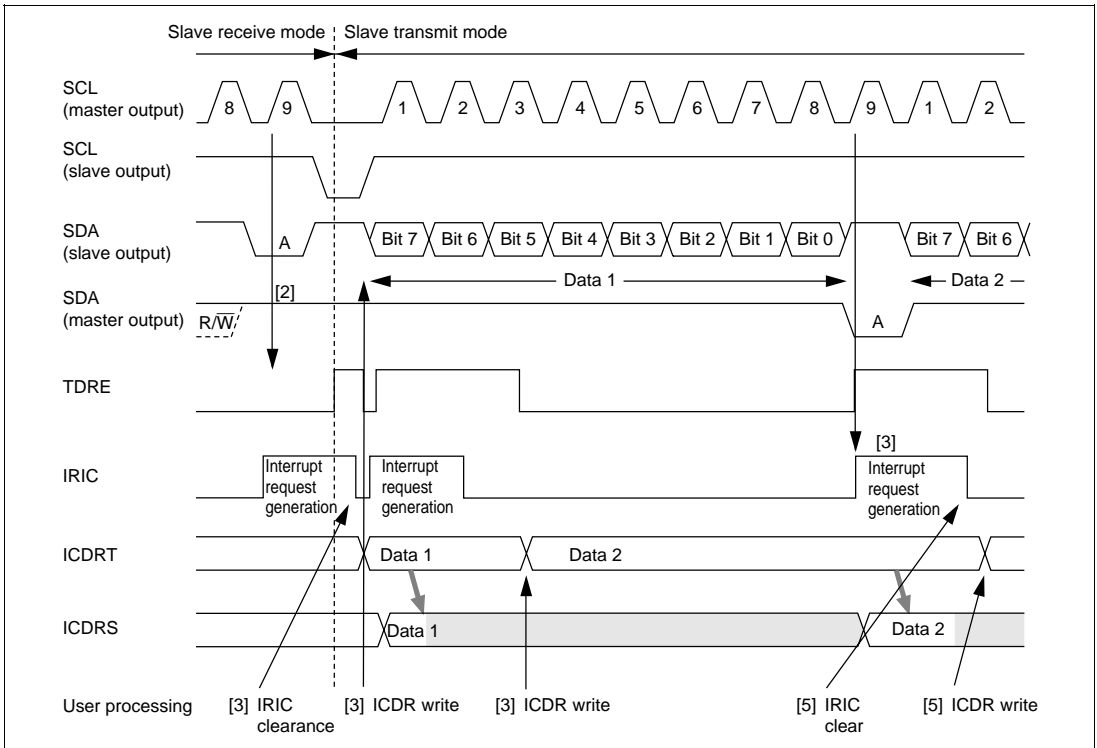 Slave receive mode Slave transmit mode
SCL
(master output)
8 9 1 2 3 4 5 6 7 8 9 1 2
SCL
(slave output)
SDA
(slave output)
A Bit 7 Bit 6 Bit 5 Bit 4 Bit 3 Bit 2 Bit 1 Bit 0 Bit 7 Bit 6
Data 1 Data 2
[2]
SDA
(master output)
R/W A
TDRE
[3]
IRIC
Interrupt
request
generation
Interrupt
request
generation
Interrupt
request
generation
ICDRT
Data 1 Data 2
ICDRS
Data 1 Data 2
User processing
[3] IRIC
clearance
[3] ICDR write
[3] ICDR write
[5] IRIC
clear
[5] ICDR write